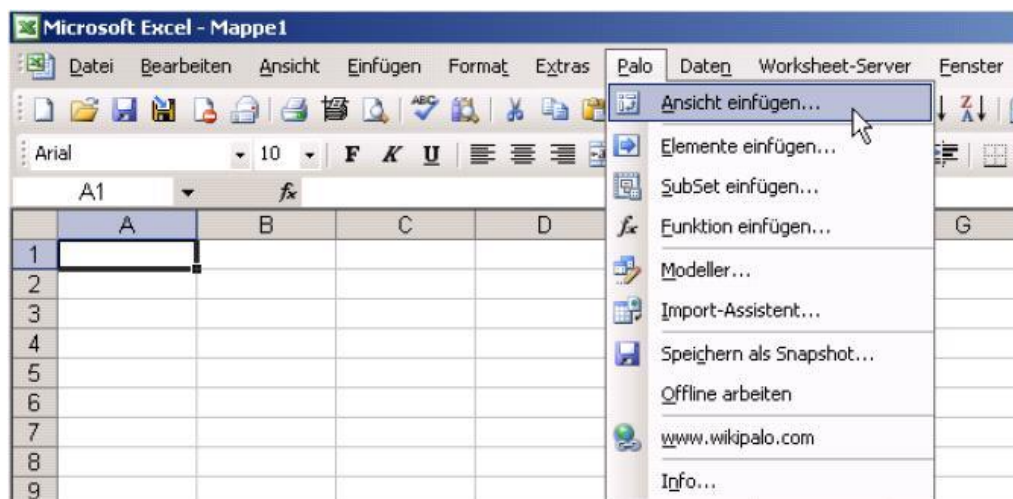 Microsoft Excel - Mappe1
Datei Bearbeiten Ansicht Einfügen Format Extras Palo Daten Worksheet-Server Fenster
Ansicht einfügen...
Arial 10 F K U
Elemente einfügen...
A1 fx
SubSet einfügen...
A B C D G
fx Funktion einfügen...
1
2
Modeller...
3
Import-Assistent...
4
Speichern als Snapshot...
5
6
Offline arbeiten
7
www.wikipalo.com
8
9
Info...